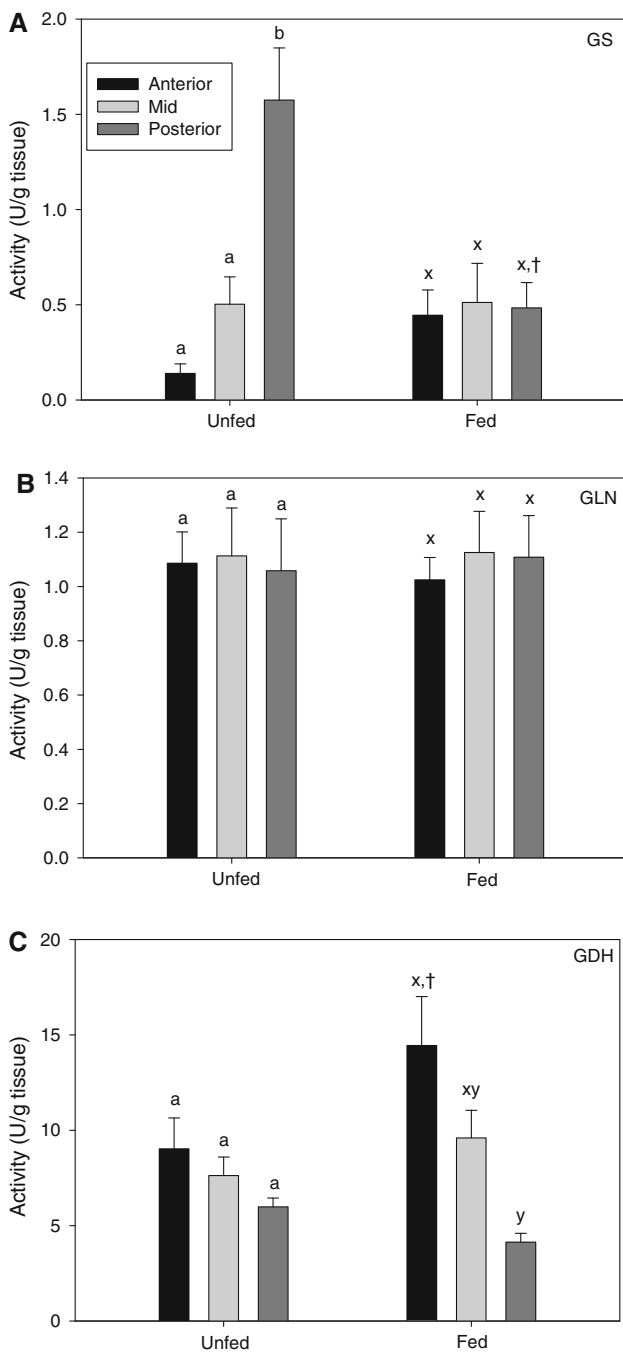 A
GS
Anterior
Mid
Posterior
Activity (U/g tissue)
2.0
1.5
1.0
0.5
0.0
a
a
b
x
x
x,†
Unfed
Fed
B
GLN
Activity (U/g tissue)
1.4
1.2
1.0
0.8
0.6
0.4
0.2
0.0
a
a
a
x
x
x
Unfed
Fed
C
GDH
Activity (U/g tissue)
20
15
10
5
0
a
a
a
x,†
xy
y
Unfed
Fed